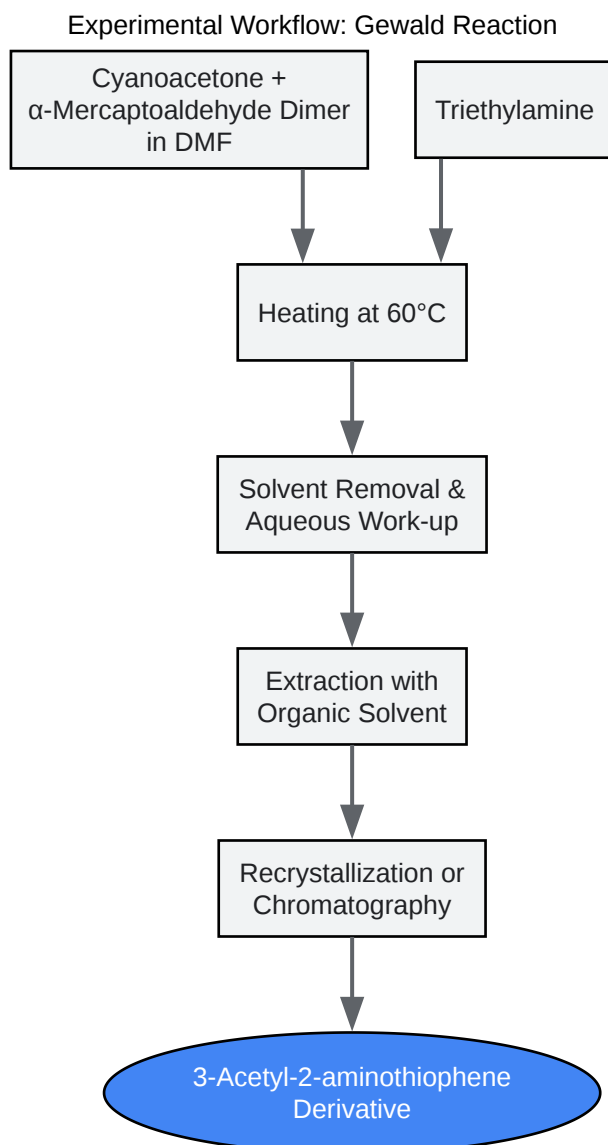 Experimental Workflow: Gewald Reaction
Cyanoacetone +
α-Mercaptoaldehyde Dimer
in DMF
Triethylamine
Heating at 60°C
Solvent Removal &
Aqueous Work-up
Extraction with
Organic Solvent
Recrystallization or
Chromatography
3-Acetyl-2-aminothiophene
Derivative